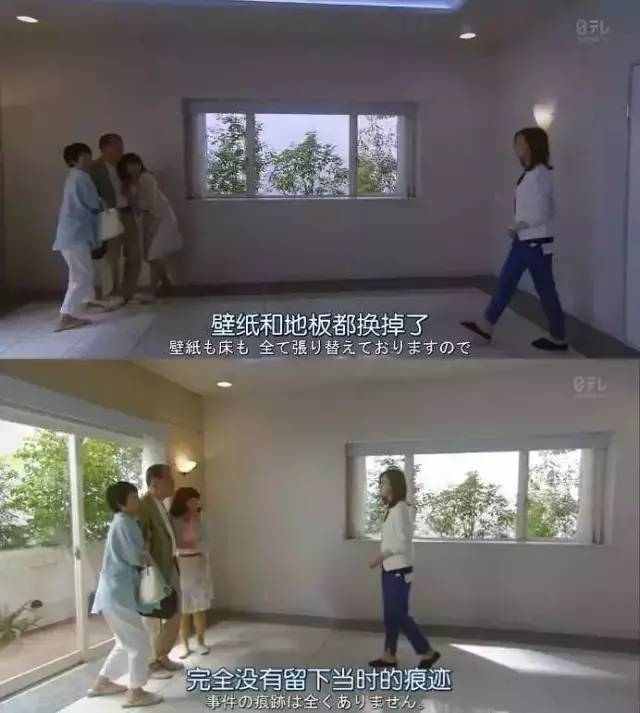 日テレ
壁纸和地板都换掉了
壁紙も床も 全て張り替えておりますので
日テレ
完全没有留下当时的痕迹
事件の痕跡は全くありません。